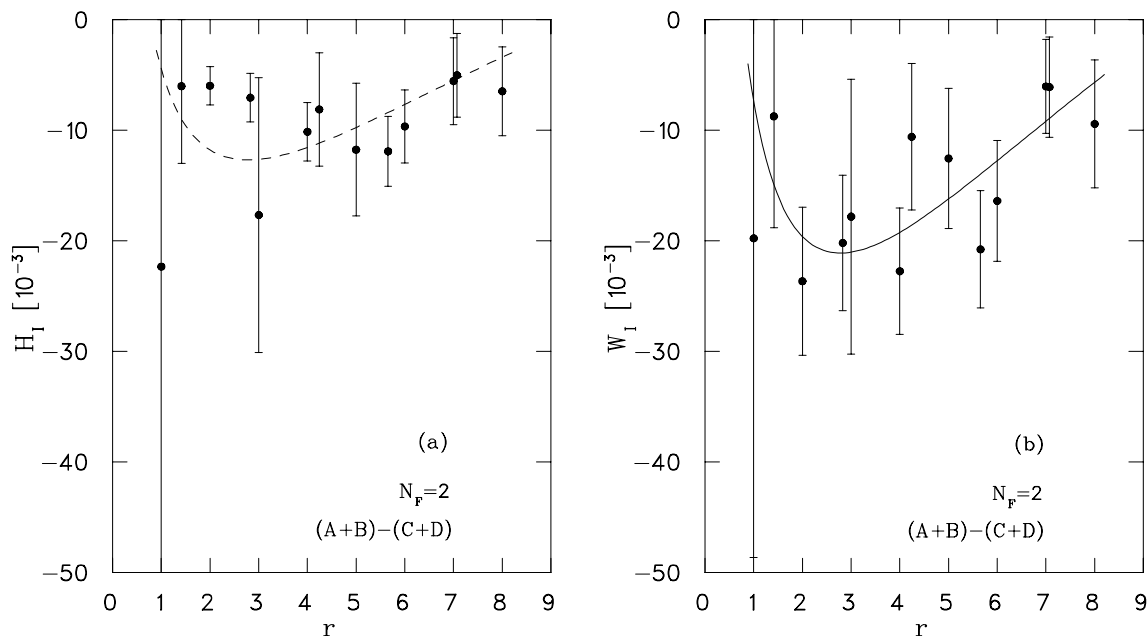 0
−10
−20
−30
−40
−50
H_I [10^−3]
(a)
N_F=2
(A+B)−(C+D)
0 1 2 3 4 5 6 7 8 9
r
0
−10
−20
−30
−40
−50
W_I [10^−3]
(b)
N_F=2
(A+B)−(C+D)
0 1 2 3 4 5 6 7 8 9
r